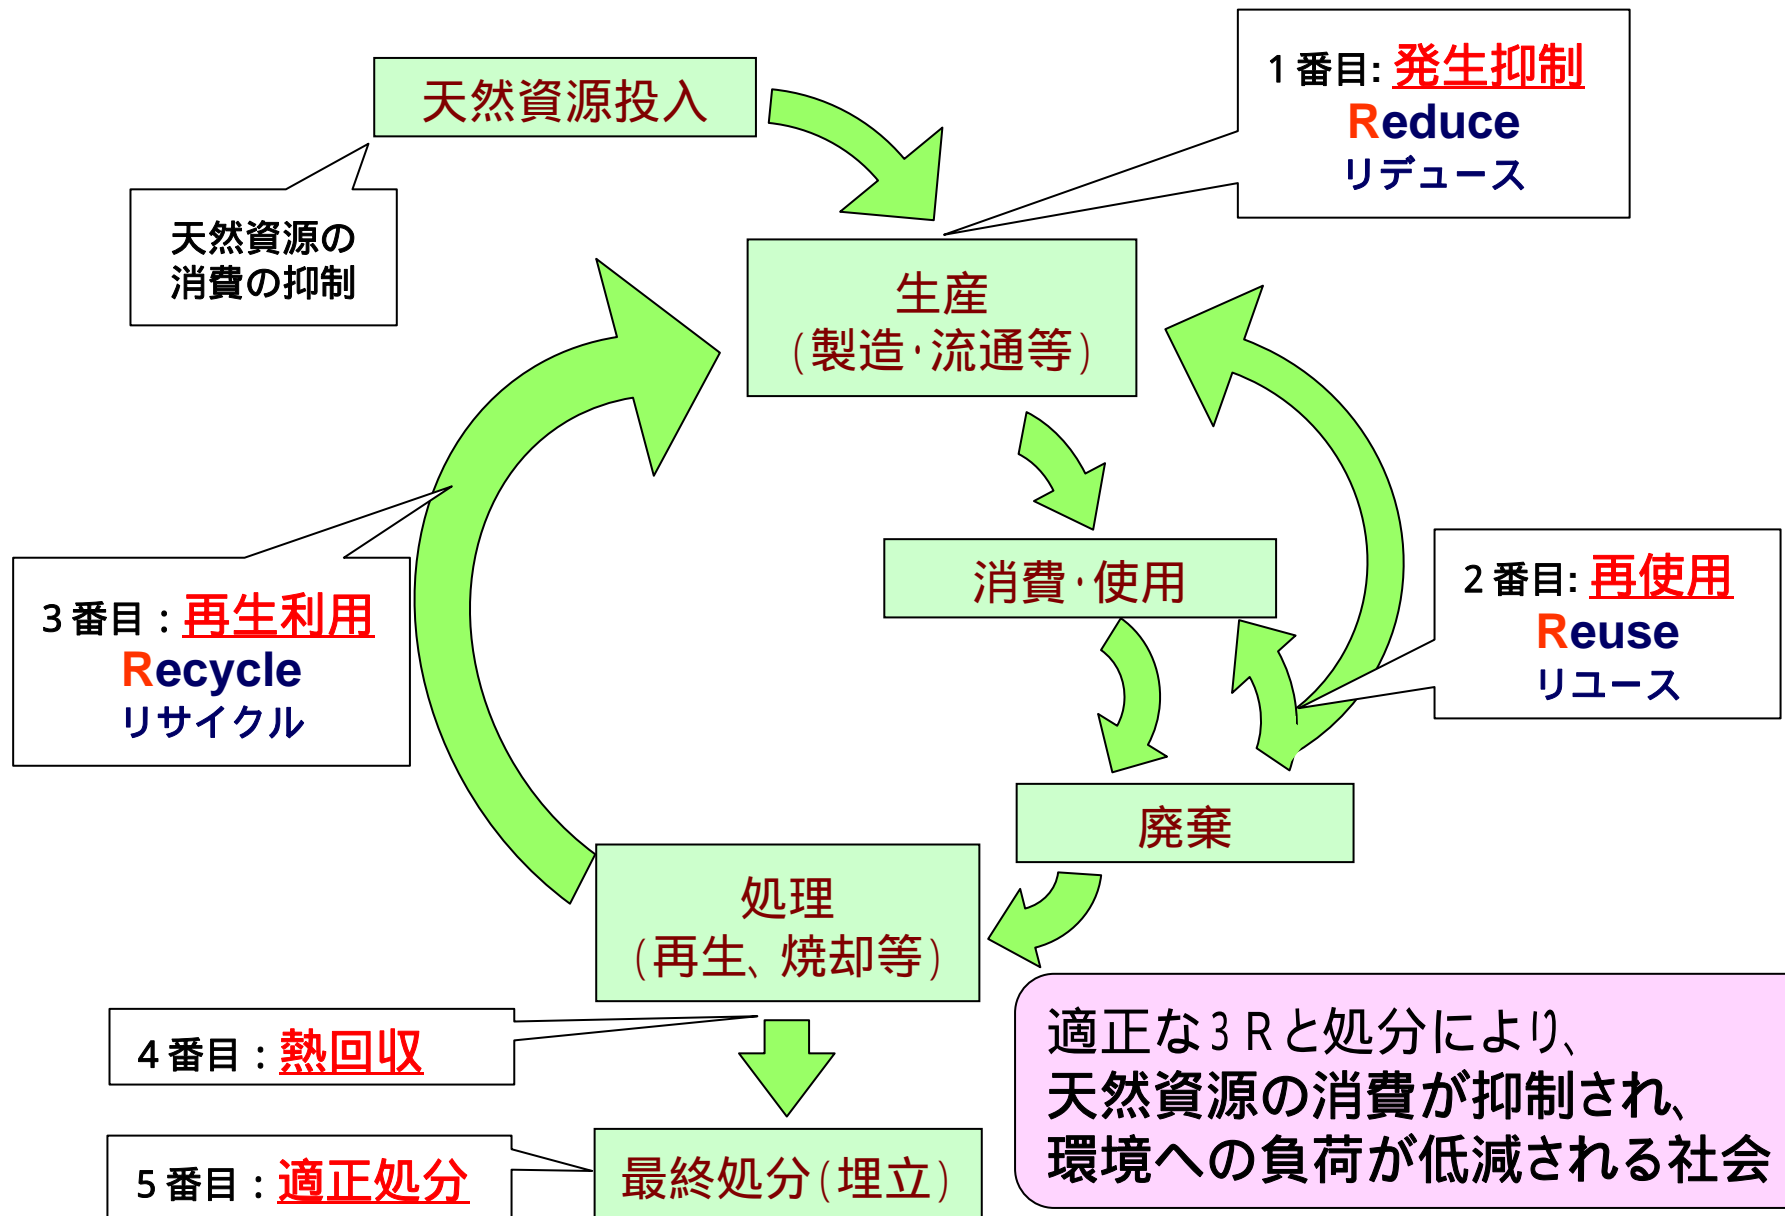 天然資源投入
1番目: 発生抑制
Reduce
リデュース
天然資源の
消費の抑制
生産
(製造・流通等)
消費・使用
2番目: 再使用
Reuse
リユース
3番目：再生利用
Recycle
リサイクル
廃棄
処理
(再生、焼却等)
4番目：熱回収
適正な3Rと処分により、
天然資源の消費が抑制され、
環境への負荷が低減される社会
5番目：適正処分
最終処分(埋立)